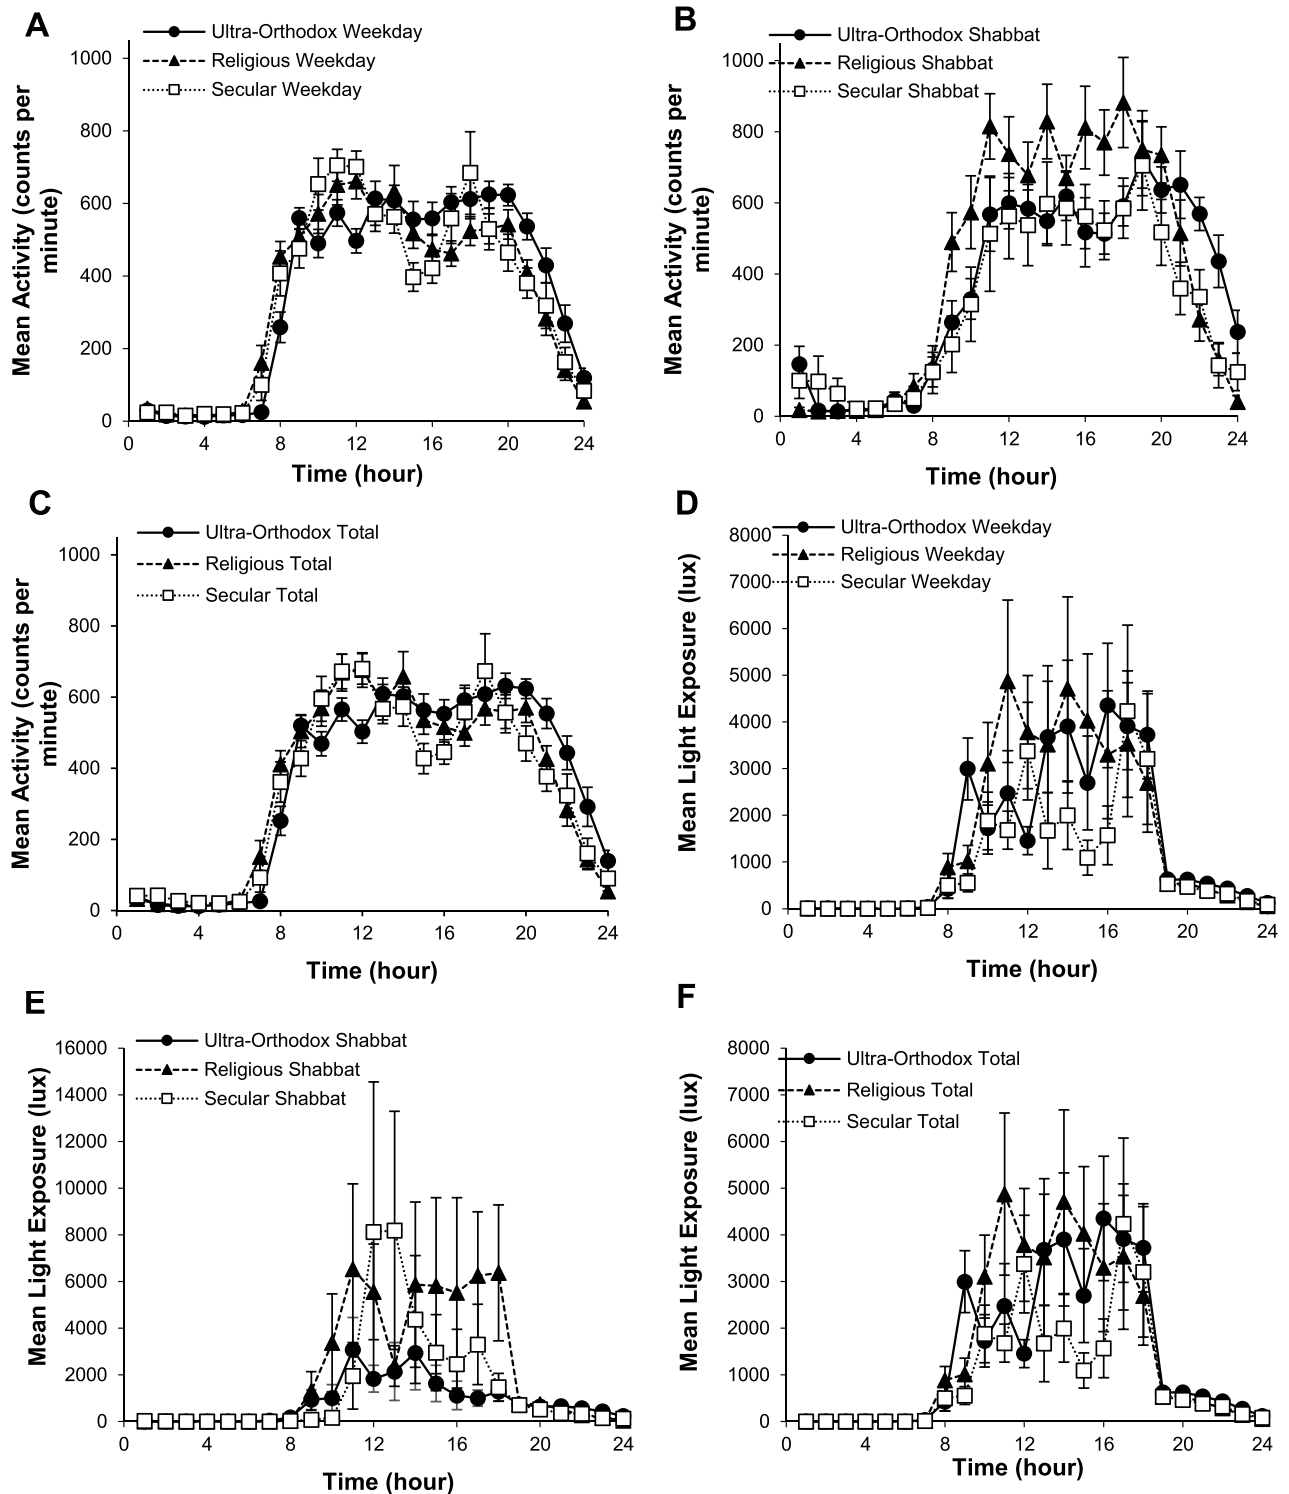 A
Ultra-Orthodox Weekday
Religious Weekday
Secular Weekday
Mean Activity (counts per
minute)
1000
800
600
400
200
0
0 4 8 12 16 20 24
Time (hour)
B
Ultra-Orthodox Shabbat
Religious Shabbat
Secular Shabbat
Mean Activity (counts per
minute)
1000
800
600
400
200
0
0 4 8 12 16 20 24
Time (hour)
C
Ultra-Orthodox Total
Religious Total
Secular Total
Mean Activity (counts per
minute)
1000
800
600
400
200
0
0 4 8 12 16 20 24
Time (hour)
D
Ultra-Orthodox Weekday
Religious Weekday
Secular Weekday
Mean Light Exposure (lux)
8000
7000
6000
5000
4000
3000
2000
1000
0
0 4 8 12 16 20 24
Time (hour)
E
Ultra-Orthodox Shabbat
Religious Shabbat
Secular Shabbat
Mean Light Exposure (lux)
16000
14000
12000
10000
8000
6000
4000
2000
0
0 4 8 12 16 20 24
Time (hour)
F
Ultra-Orthodox Total
Religious Total
Secular Total
Mean Light Exposure (lux)
8000
7000
6000
5000
4000
3000
2000
1000
0
0 4 8 12 16 20 24
Time (hour)